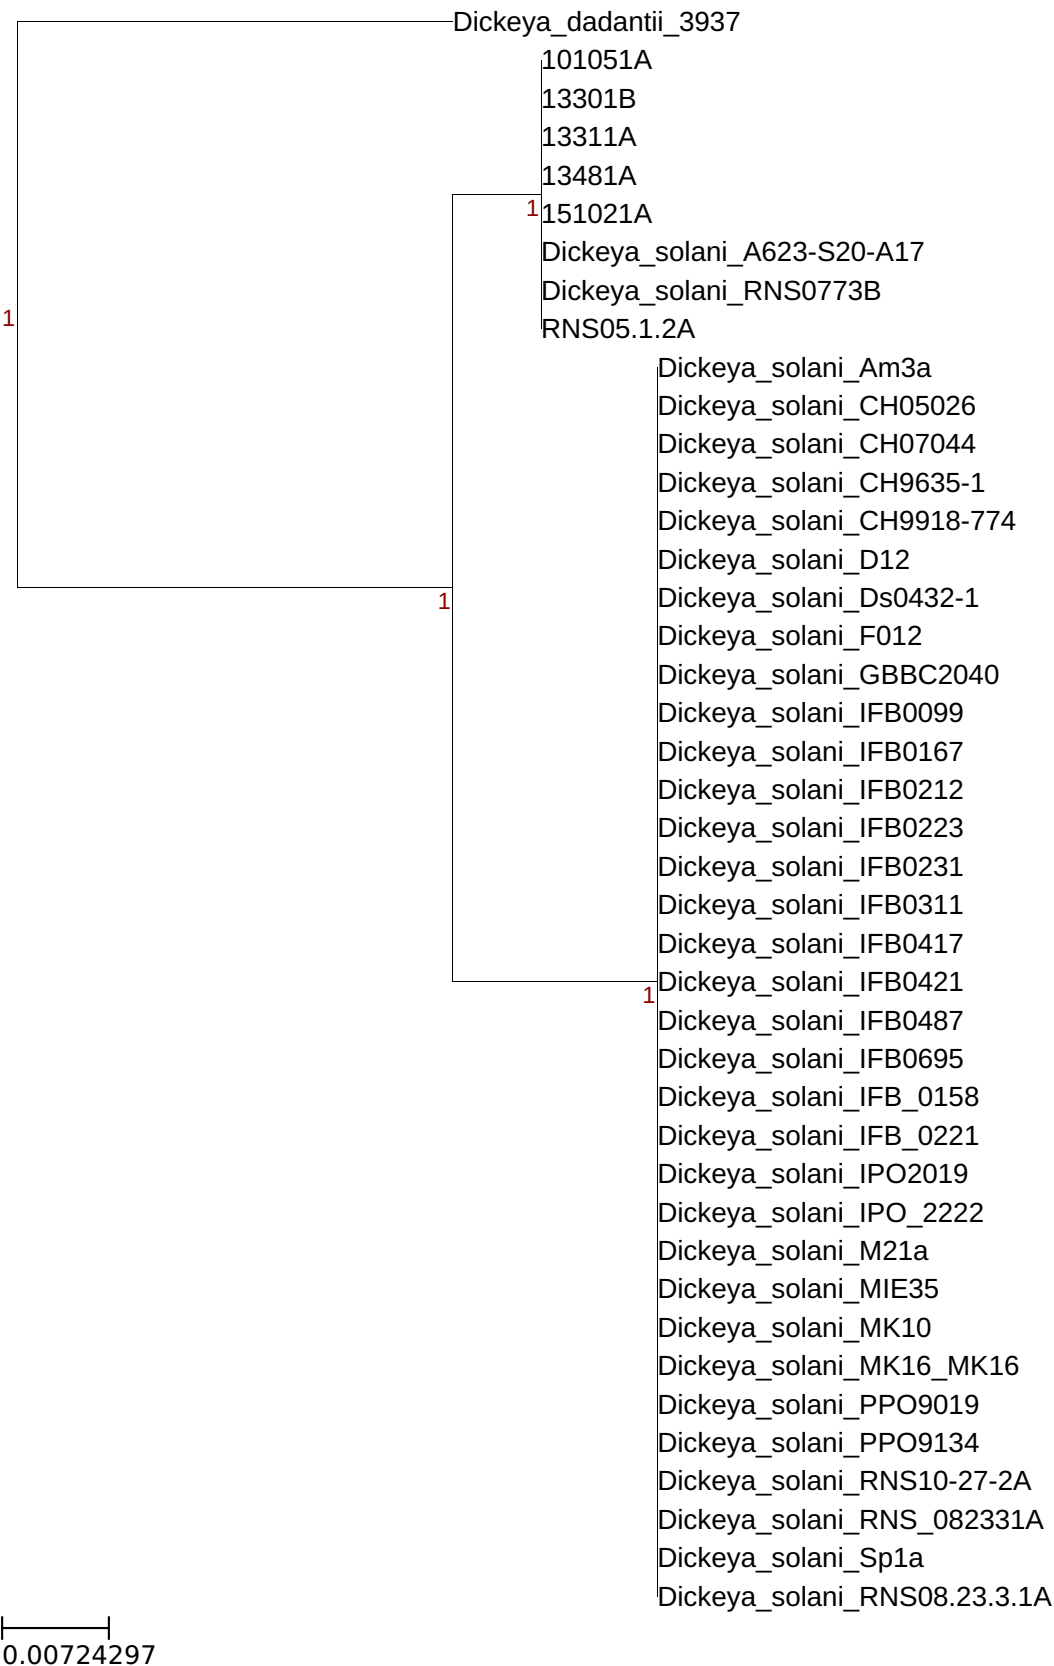 Dickeya_dadantii_3937
101051A
13301B
13311A
13481A
1
151021A
Dickeya_solani_A623-S20-A17
Dickeya_solani_RNS0773B
1
RNS05.1.2A
Dickeya_solani_Am3a
Dickeya_solani_CH05026
Dickeya_solani_CH07044
Dickeya_solani_CH9635-1
Dickeya_solani_CH9918-774
Dickeya_solani_D12
1
Dickeya_solani_Ds0432-1
Dickeya_solani_F012
Dickeya_solani_GBBC2040
Dickeya_solani_IFB0099
Dickeya_solani_IFB0167
Dickeya_solani_IFB0212
Dickeya_solani_IFB0223
Dickeya_solani_IFB0231
Dickeya_solani_IFB0311
Dickeya_solani_IFB0417
1
Dickeya_solani_IFB0421
Dickeya_solani_IFB0487
Dickeya_solani_IFB0695
Dickeya_solani_IFB_0158
Dickeya_solani_IFB_0221
Dickeya_solani_IPO2019
Dickeya_solani_IPO_2222
Dickeya_solani_M21a
Dickeya_solani_MIE35
Dickeya_solani_MK10
Dickeya_solani_MK16_MK16
Dickeya_solani_PPO9019
Dickeya_solani_PPO9134
Dickeya_solani_RNS10-27-2A
Dickeya_solani_RNS_082331A
Dickeya_solani_Sp1a
Dickeya_solani_RNS08.23.3.1A
0.00724297